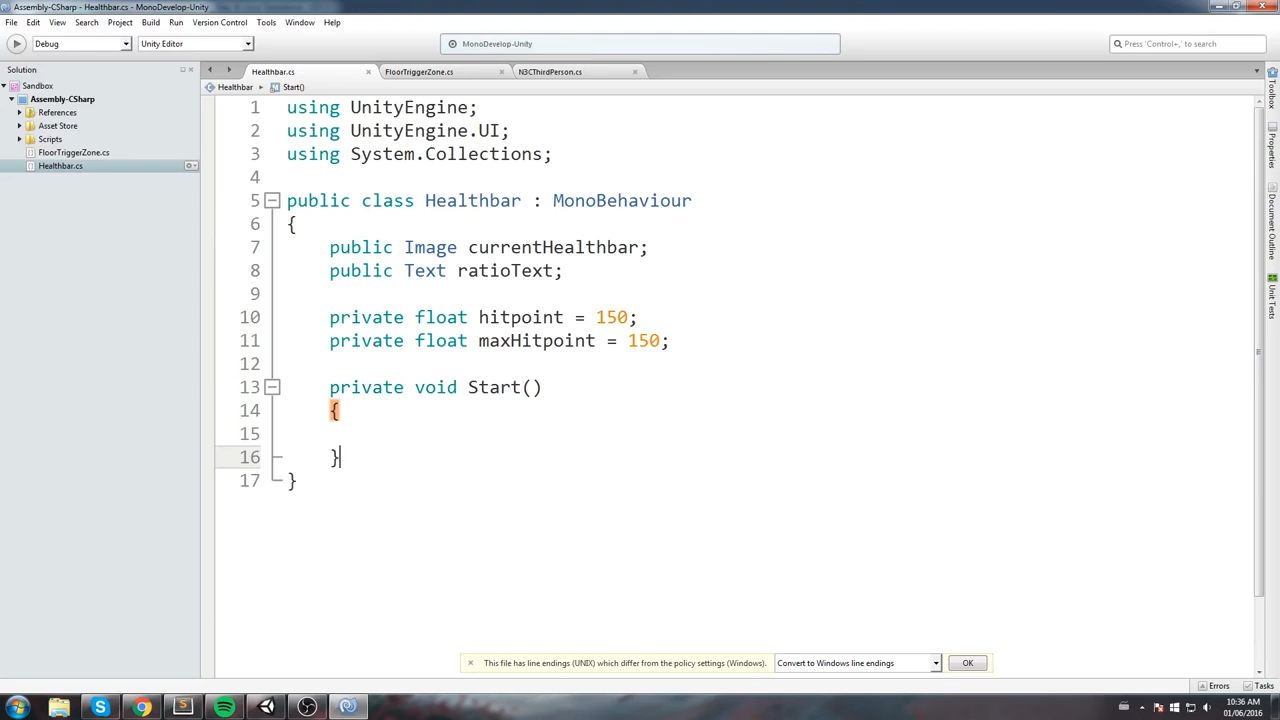 Assembly-CSharp - Healthbar.cs - MonoDevelop-Unity
File Edit View Search Project Build Run Version Control Tools Window Help
Debug Unity Editor MonoDevelop-Unity Press 'Control+,' to search
Solution Healthbar.cs FloorTriggerZone.cs N3CThirdPerson.cs
Sandbox
Assembly-CSharp
References
Asset Store
Scripts
FloorTriggerZone.cs
Healthbar.cs
Healthbar Start()
1 using UnityEngine;
2 using UnityEngine.UI;
3 using System.Collections;
4
5 public class Healthbar : MonoBehaviour
6 {
7 public Image currentHealthbar;
8 public Text ratioText;
9
10 private float hitpoint = 150;
11 private float maxHitpoint = 150;
12
13 private void Start()
14 {
15
16 }
17 }
Toolbox
Properties
Document Outline
Unit Tests
This file has line endings (UNIX) which differ from the policy settings (Windows). Convert to Windows line endings OK
Errors Tasks
10:36 AM
01/06/2016